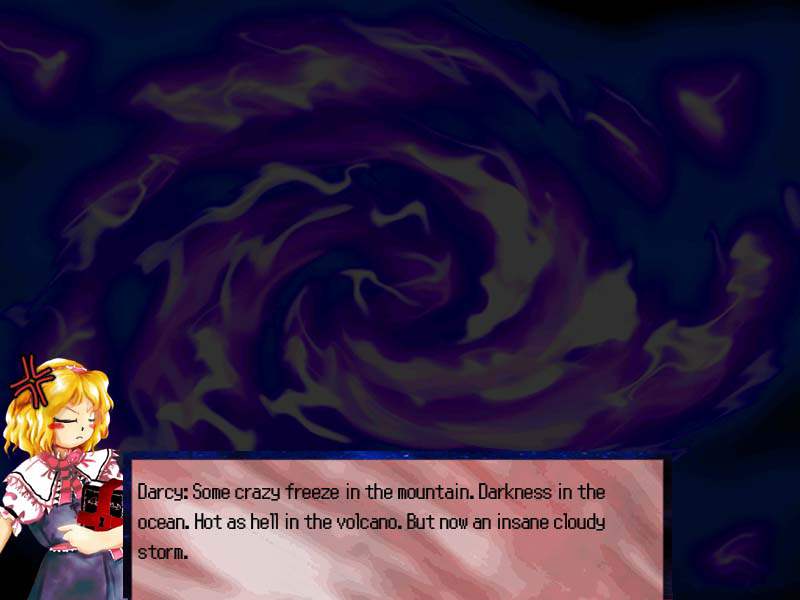 Darcy: Some crazy freeze in the mountain. Darkness in the
ocean. Hot as hell in the volcano. But now an insane cloudy
storm.